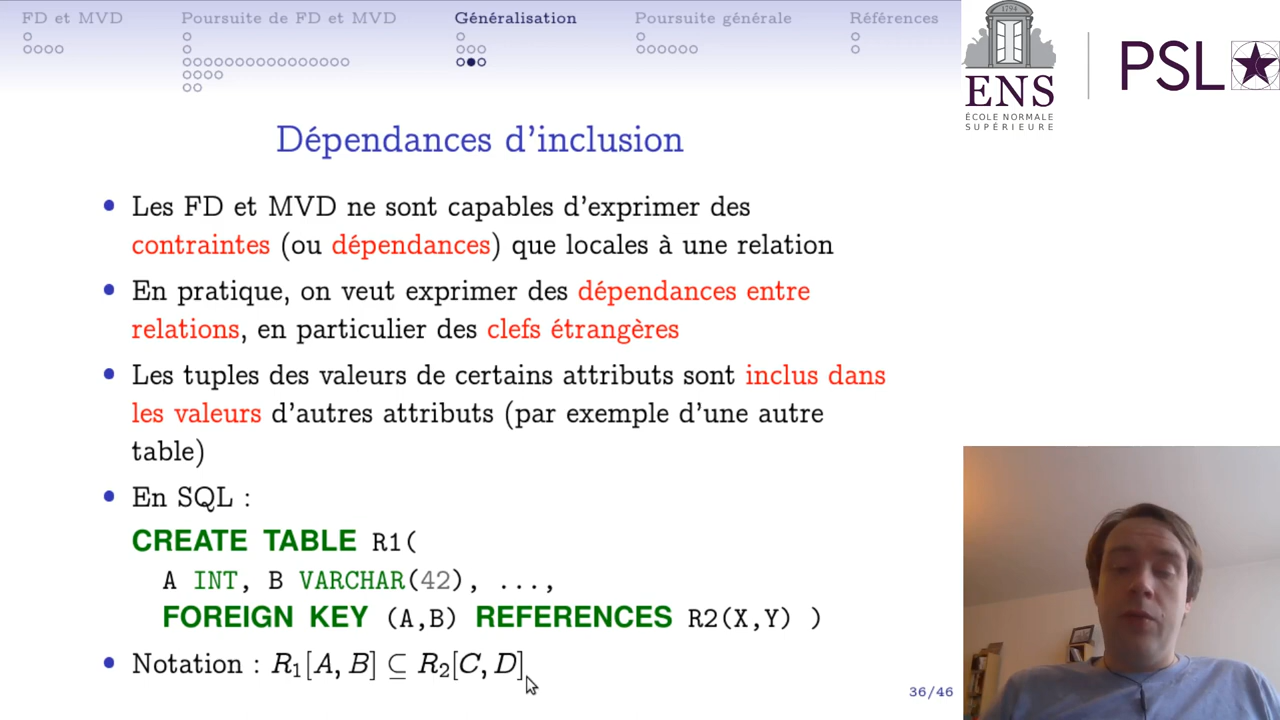 FD et MVD
Poursuite de FD et MVD
Généralisation
Poursuite générale
Références
1794
ENS
ÉCOLE NORMALE
SUPÉRIEURE
PSL
Dépendances d'inclusion
Les FD et MVD ne sont capables d'exprimer des
contraintes (ou dépendances) que locales à une relation
En pratique, on veut exprimer des dépendances entre
relations, en particulier des clefs étrangères
Les tuples des valeurs de certains attributs sont inclus dans
les valeurs d'autres attributs (par exemple d'une autre
table)
En SQL :
CREATE TABLE R1(
A INT, B VARCHAR(42), ...,
FOREIGN KEY (A,B) REFERENCES R2(X,Y) )
Notation : R₁[A, B] ⊆ R₂[C, D]
36/46